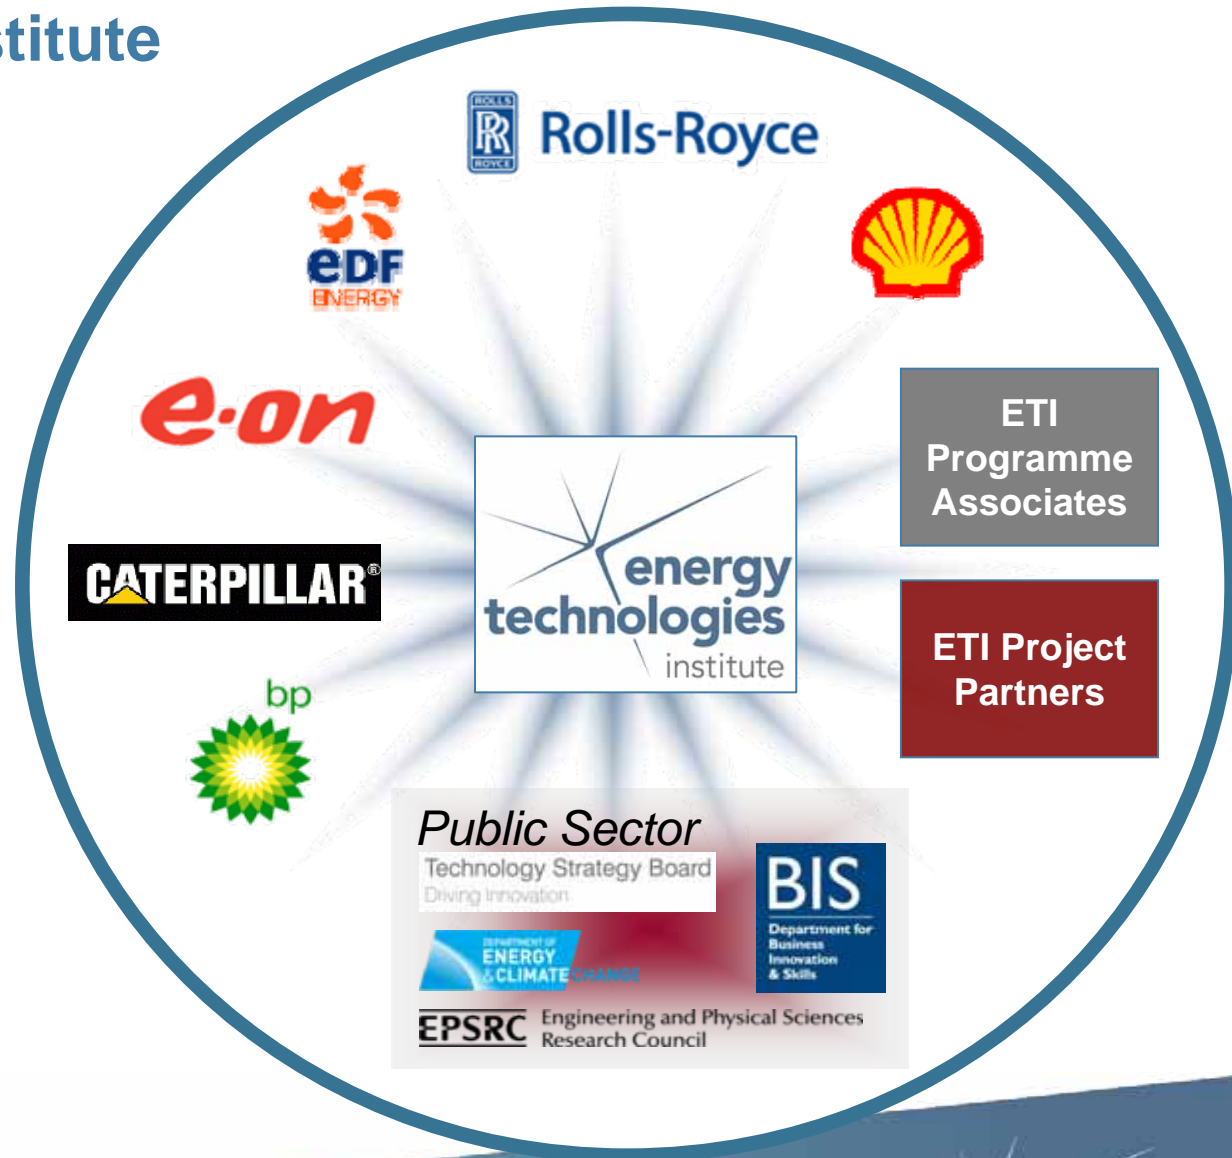 stitute
ROLLS
RR
ROYCE
Rolls-Royce
eDF
ENERGY
e·on
ETI
Programme
Associates
energy
technologies
institute
CATERPILLAR®
ETI Project
Partners
bp
Public Sector
Technology Strategy Board
Driving Innovation
BIS
Department for
Business
Innovation
& Skills
DEPARTMENT OF
ENERGY
& CLIMATE CHANGE
EPSRC Engineering and Physical Sciences
Research Council